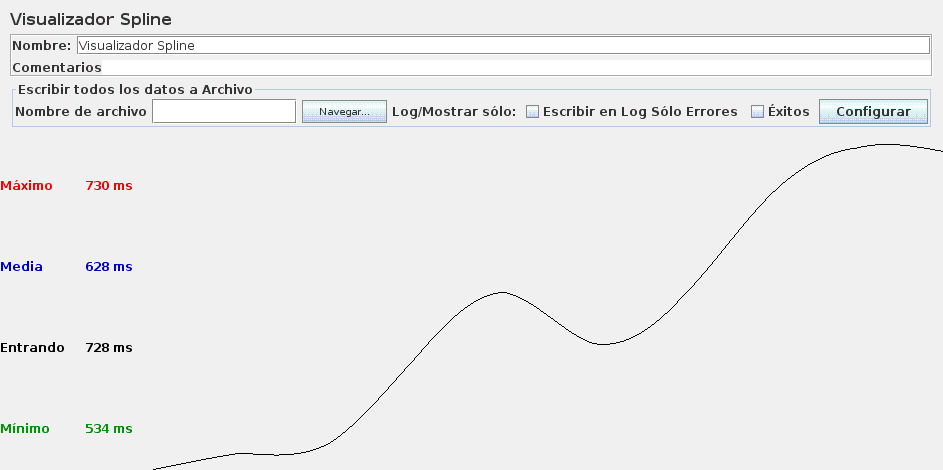 Visualizador Spline
Nombre: Visualizador Spline
Comentarios
Escribir todos los datos a Archivo
Nombre de archivo Navegar... Log/Mostrar sólo: Escribir en Log Sólo Errores Éxitos Configurar
Máximo 730 ms
Media 628 ms
Entrando 728 ms
Mínimo 534 ms